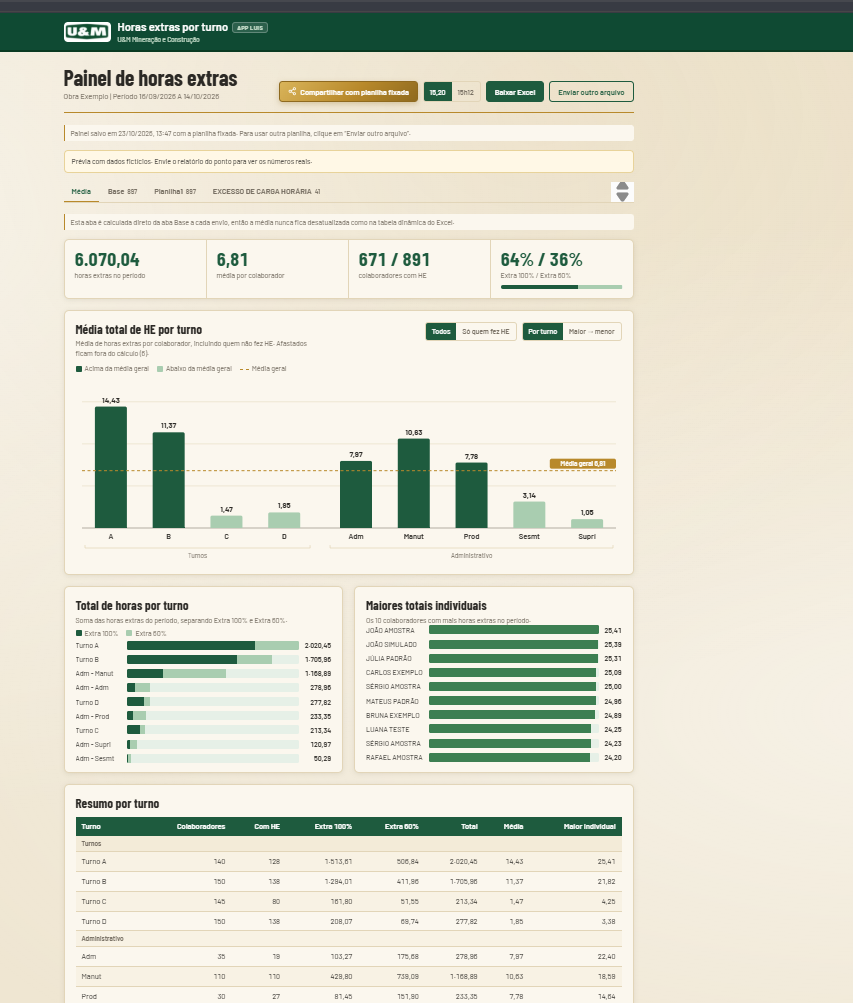 U&M
Horas extras por turno APP LUIS
U&M Mineração e Construção
Painel de horas extras
Obra Exemplo | Período 16/09/2026 A 14/10/2026
Compartilhar com planilha fixada
15,20 15h12
Baixar Excel
Enviar outro arquivo
Painel salvo em 23/10/2026, 13:47 com a planilha fixada. Para usar outra planilha, clique em "Enviar outro arquivo".
Prévia com dados fictícios. Envie o relatório do ponto para ver os números reais.
Média Base 897 Planilha1 897 EXCESSO DE CARGA HORÁRIA 41
Esta aba é calculada direto da aba Base a cada envio, então a média nunca fica desatualizada como na tabela dinâmica do Excel.
6.070,04 6,81 671 / 891 64% / 36%
horas extras no período média por colaborador colaboradores com HE Extra 100% / Extra 60%
Média total de HE por turno
Todos Só quem fez HE Por turno Maior → menor
Média de horas extras por colaborador, incluindo quem não fez HE. Afastados
ficam fora do cálculo (6).
Acima da média geral Abaixo da média geral Média geral
14,43 11,37 1,47 1,85 7,97 10,63 7,78 3,14 1,05
Média geral 6,81
A B C D Adm Manut Prod Sesmt Supri
Turnos Administrativo
Total de horas por turno
Soma das horas extras do período, separando Extra 100% e Extra 60%.
Extra 100% Extra 60%
Turno A 2.020,45
Turno B 1.705,96
Adm - Manut 1.168,89
Adm - Adm 278,96
Turno D 277,82
Adm - Prod 233,35
Turno C 213,34
Adm - Supri 120,97
Adm - Sesmt 50,29
Maiores totais individuais
Os 10 colaboradores com mais horas extras no período.
JOÃO AMOSTRA 25,41
JOÃO SIMULADO 25,39
JÚLIA PADRÃO 25,31
CARLOS EXEMPLO 25,09
SÉRGIO AMOSTRA 25,00
MATEUS PADRÃO 24,96
BRUNA EXEMPLO 24,89
LUANA TESTE 24,25
SÉRGIO AMOSTRA 24,23
RAFAEL AMOSTRA 24,20
Resumo por turno
Turno Colaboradores Com HE Extra 100% Extra 60% Total Média Maior individual
Turnos
Turno A 140 128 1.513,61 506,84 2.020,45 14,43 25,41
Turno B 150 138 1.294,01 411,96 1.705,96 11,37 21,82
Turno C 145 80 161,80 51,55 213,34 1,47 4,25
Turno D 150 138 208,07 69,74 277,82 1,85 3,38
Administrativo
Adm 35 19 103,27 175,68 278,96 7,97 22,40
Manut 110 110 429,80 739,09 1.168,89 10,63 18,59
Prod 30 27 81,45 151,90 233,35 7,78 14,64